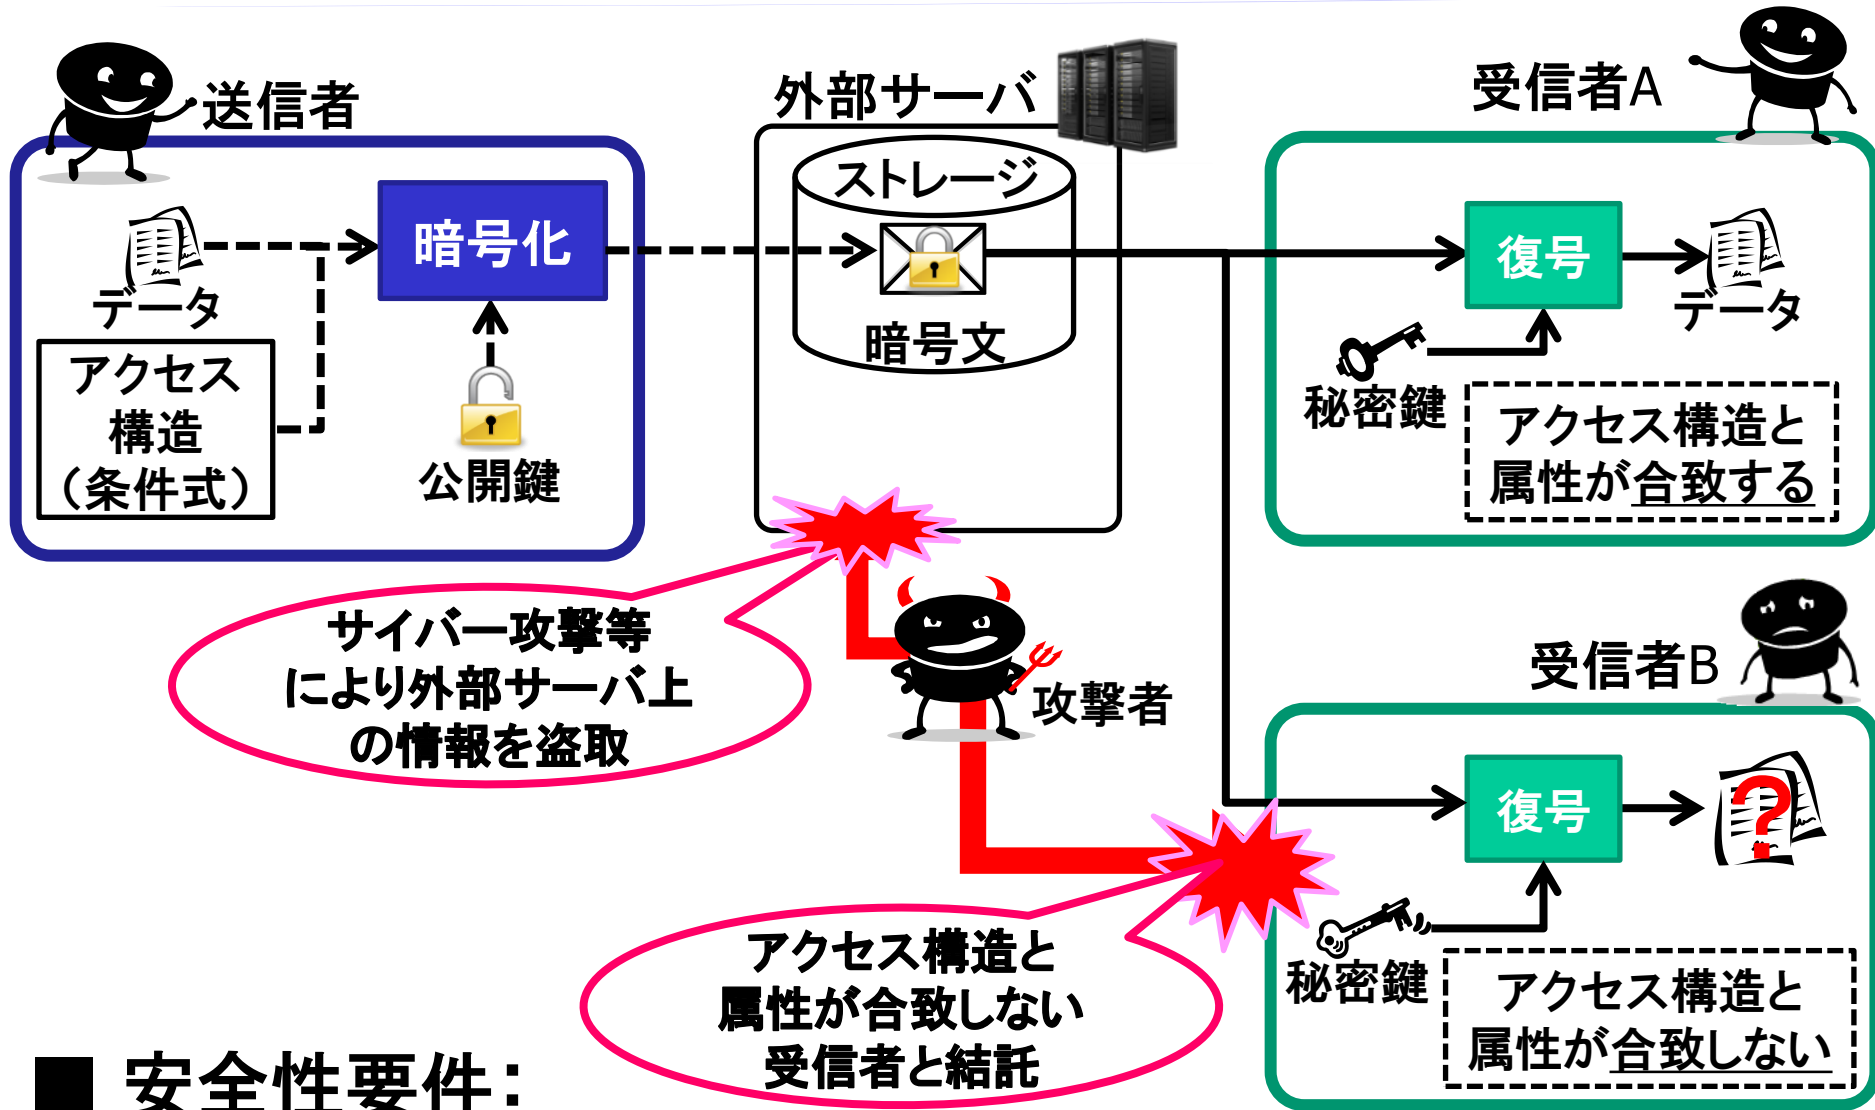 送信者
データ
アクセス
構造
（条件式）
暗号化
公開鍵
外部サーバ
ストレージ
暗号文
受信者A
復号
データ
秘密鍵
アクセス構造と
属性が合致する
サイバー攻撃等
により外部サーバ上
の情報を盗取
攻撃者
受信者B
復号
?
秘密鍵
アクセス構造と
属性が合致しない
アクセス構造と
属性が合致しない
受信者と結託
■ 安全性要件：